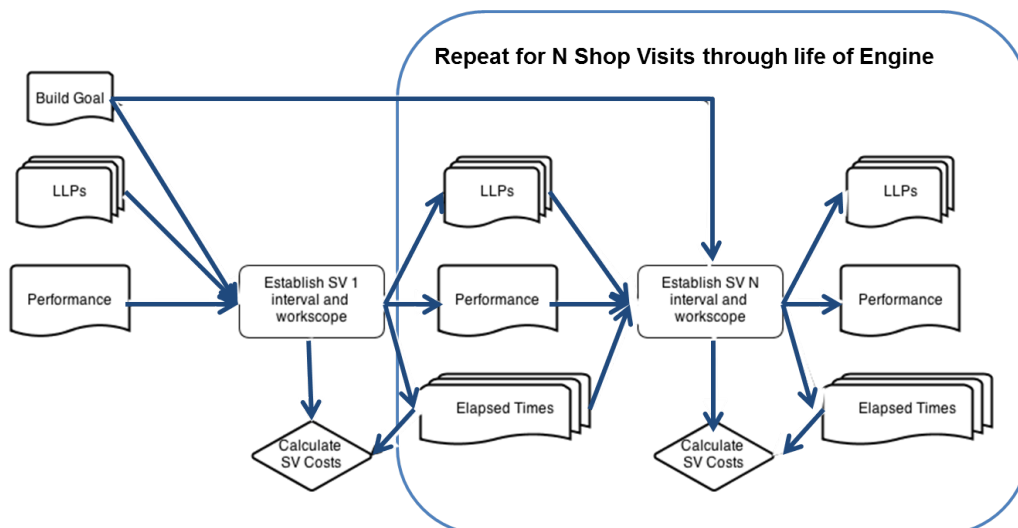 Repeat for N Shop Visits through life of Engine
Build Goal
LLPs
LLPs
LLPs
Performance
Establish SV 1
interval and
workscope
Performance
Establish SV N
interval and
workscope
Performance
Elapsed Times
Elapsed Times
Calculate
SV Costs
Calculate
SV Costs